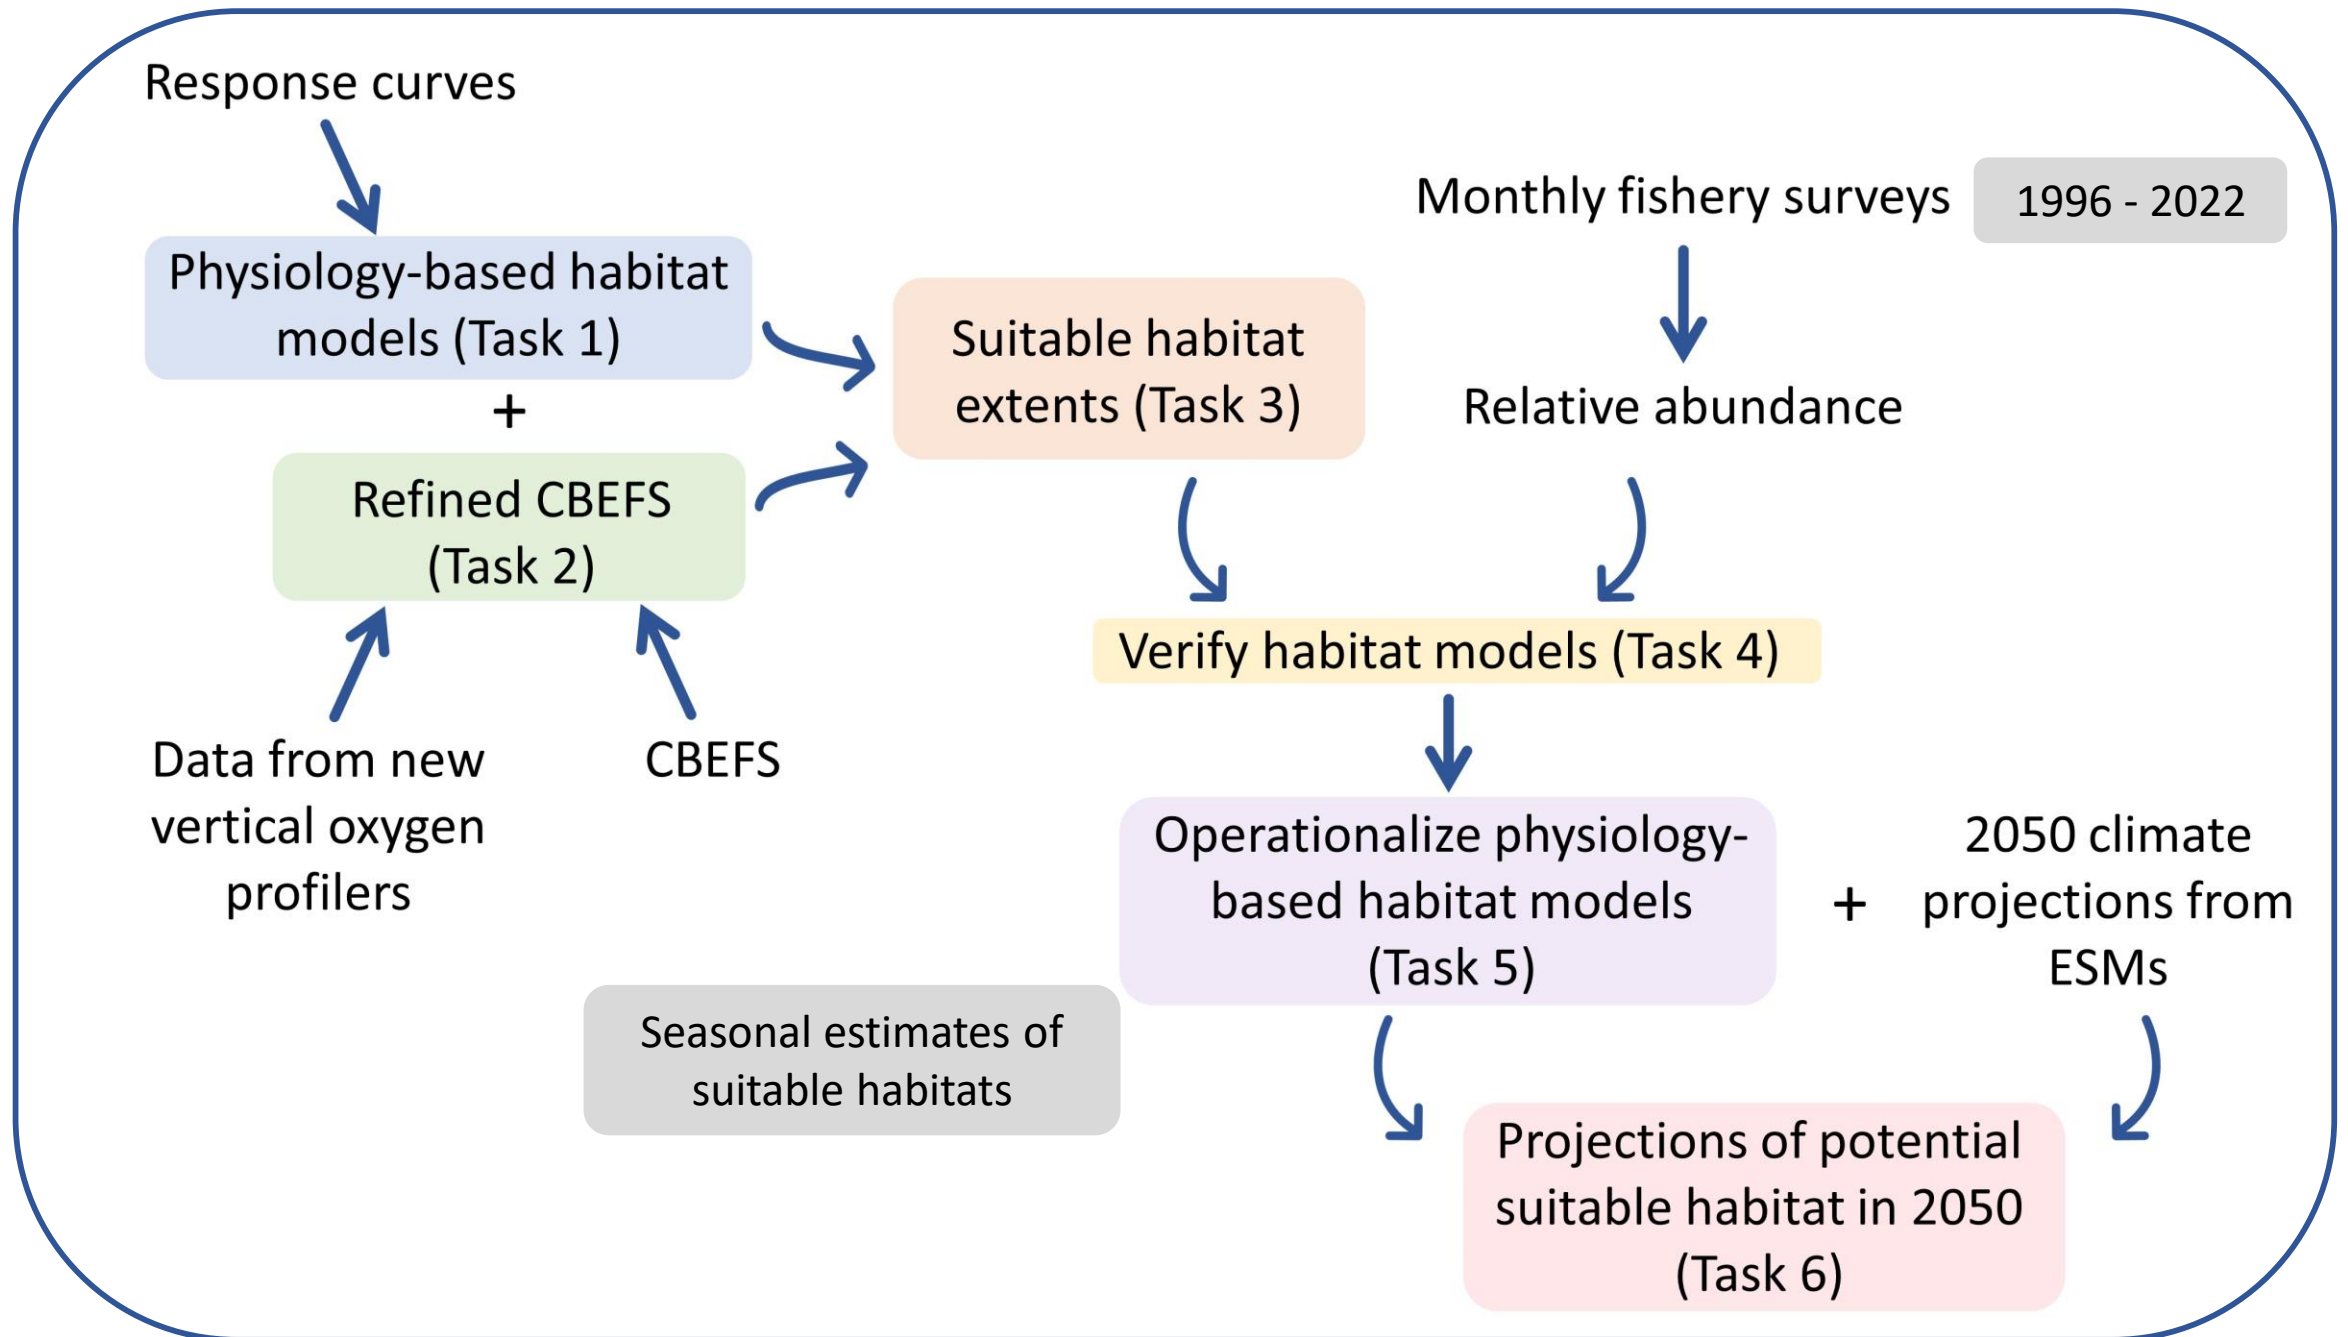 Response curves
Physiology-based habitat
models (Task 1)
+
Refined CBEFS
(Task 2)
Data from new
vertical oxygen
profilers
CBEFS
Suitable habitat
extents (Task 3)
Monthly fishery surveys
1996 - 2022
Relative abundance
Verify habitat models (Task 4)
Operationalize physiology-
based habitat models
(Task 5)
+
2050 climate
projections from
ESMs
Seasonal estimates of
suitable habitats
Projections of potential
suitable habitat in 2050
(Task 6)